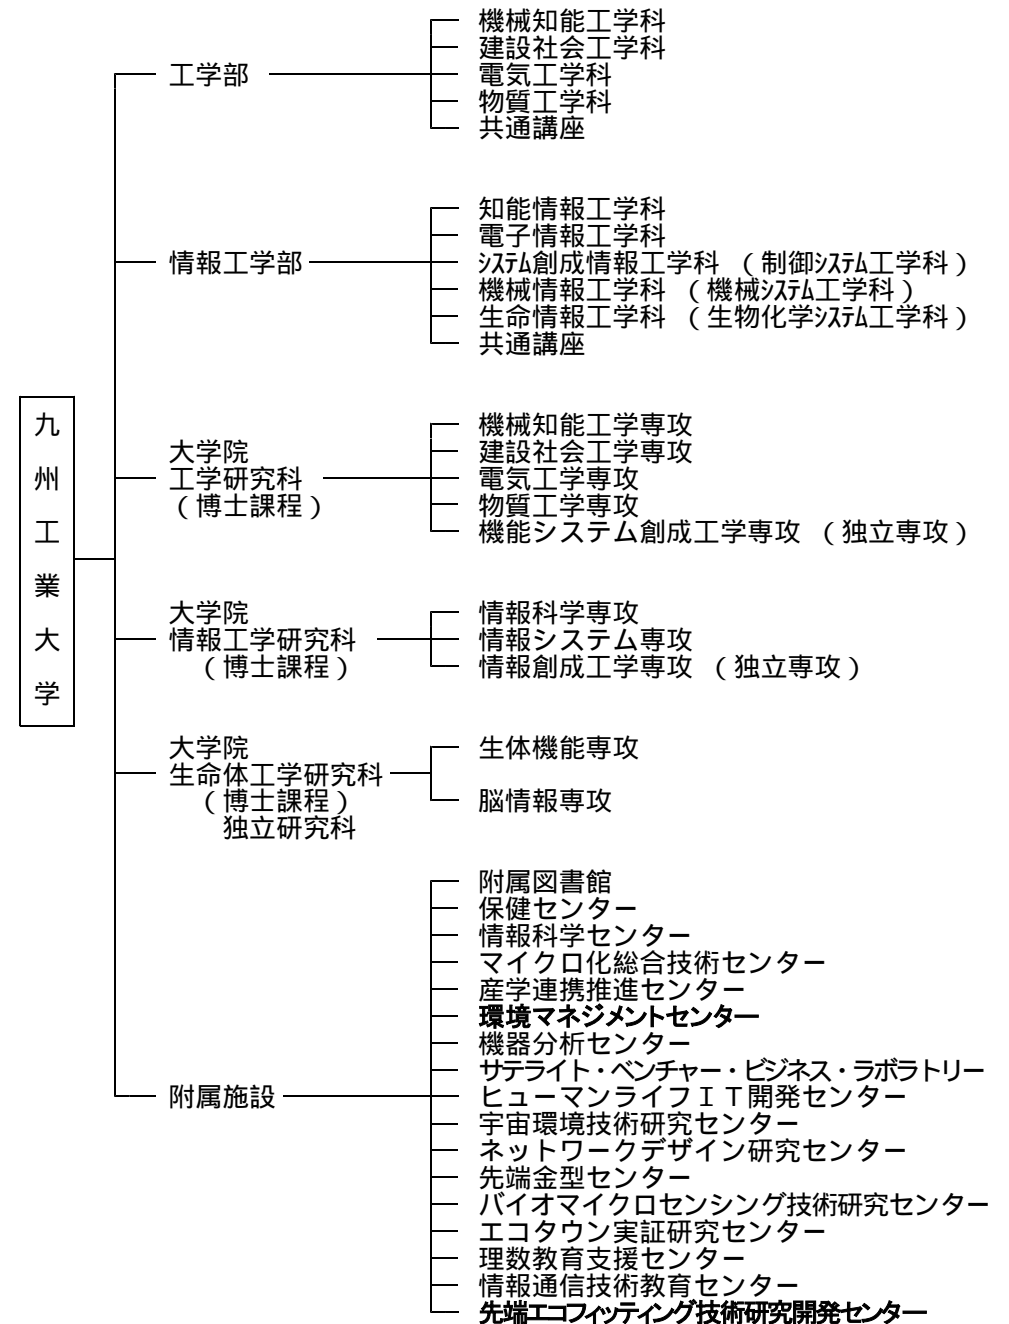 九州工業大学
工学部
機械知能工学科
建設社会工学科
電気工学科
物質工学科
共通講座
情報工学部
知能情報工学科
電子情報工学科
ｼｽﾃﾑ創成情報工学科 （制御ｼｽﾃﾑ工学科）
機械情報工学科 （機械ｼｽﾃﾑ工学科）
生命情報工学科 （生物化学ｼｽﾃﾑ工学科）
共通講座
大学院
工学研究科
（博士課程）
機械知能工学専攻
建設社会工学専攻
電気工学専攻
物質工学専攻
機能システム創成工学専攻 （独立専攻）
大学院
情報工学研究科
（博士課程）
情報科学専攻
情報システム専攻
情報創成工学専攻 （独立専攻）
大学院
生命体工学研究科
（博士課程）
独立研究科
生体機能専攻
脳情報専攻
附属施設
附属図書館
保健センター
情報科学センター
マイクロ化総合技術センター
産学連携推進センター
環境マネジメントセンター
機器分析センター
サテライト・ベンチャー・ビジネス・ラボラトリー
ヒューマンライフＩＴ開発センター
宇宙環境技術研究センター
ネットワークデザイン研究センター
先端金型センター
バイオマイクロセンシング技術研究センター
エコタウン実証研究センター
理数教育支援センター
情報通信技術教育センター
先端エコフィッティング技術研究開発センター